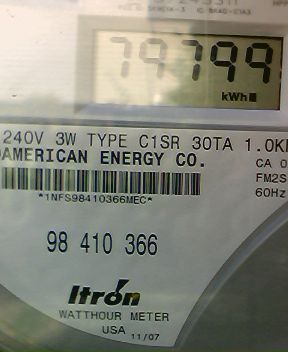 79799
kWh
240V 3W TYPE C1SR 30TA 1.0
AMERICAN ENERGY CO.
CA 0
FM2S
60Hz
*1NFS98410366MEC*
98 410 366
Itron
WATTHOUR METER
USA 11/07